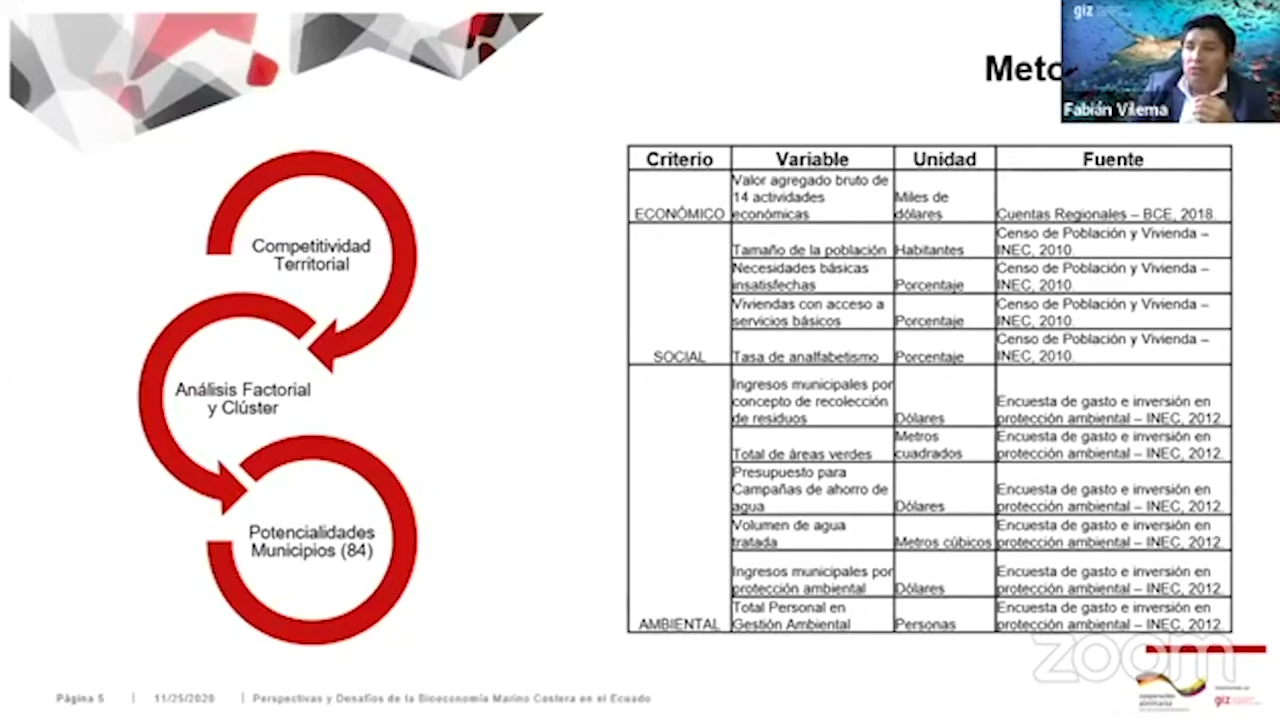 giz
Meto
Fabián Vilema
Competitividad
Territorial
Análisis Factorial
y Clúster
Potencialidades
Municipios (84)
Criterio Variable Unidad Fuente
ECONÓMICO
Valor agregado bruto de
14 actividades
económicas
Miles de
dólares
Cuentas Regionales – BCE, 2018.
SOCIAL
Tamaño de la población
Habitantes
Censo de Población y Vivienda –
INEC, 2010.
Necesidades básicas
insatisfechas
Porcentaje
Censo de Población y Vivienda –
INEC, 2010.
Viviendas con acceso a
servicios básicos
Porcentaje
Censo de Población y Vivienda –
INEC, 2010.
Tasa de analfabetismo
Porcentaje
Censo de Población y Vivienda –
INEC, 2010.
AMBIENTAL
Ingresos municipales por
concepto de recolección
de residuos
Dólares
Encuesta de gasto e inversión en
protección ambiental – INEC, 2012.
Total de áreas verdes
Metros
cuadrados
Encuesta de gasto e inversión en
protección ambiental – INEC, 2012.
Presupuesto para
Campañas de ahorro de
agua
Dólares
Encuesta de gasto e inversión en
protección ambiental – INEC, 2012.
Volumen de agua
tratada
Metros cúbicos
Encuesta de gasto e inversión en
protección ambiental – INEC, 2012.
Ingresos municipales por
protección ambiental
Dólares
Encuesta de gasto e inversión en
protección ambiental – INEC, 2012.
Total Personal en
Gestión Ambiental
Personas
Encuesta de gasto e inversión en
protección ambiental – INEC, 2012.
zoom
Página 5 | 11/25/2020 | Perspectivas y Desafíos de la Bioeconomía Marino Costera en el Ecuado
cooperación
alemana
giz